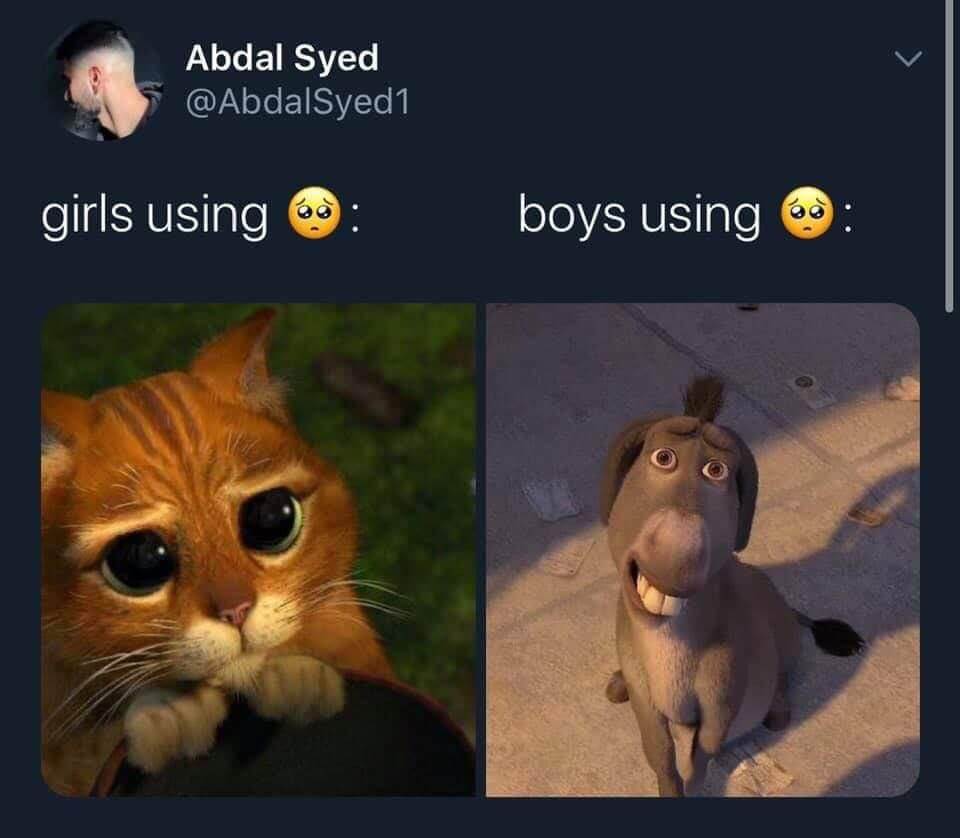 Abdal Syed
@AbdalSyed1
girls using 🥺:
boys using 🥺: